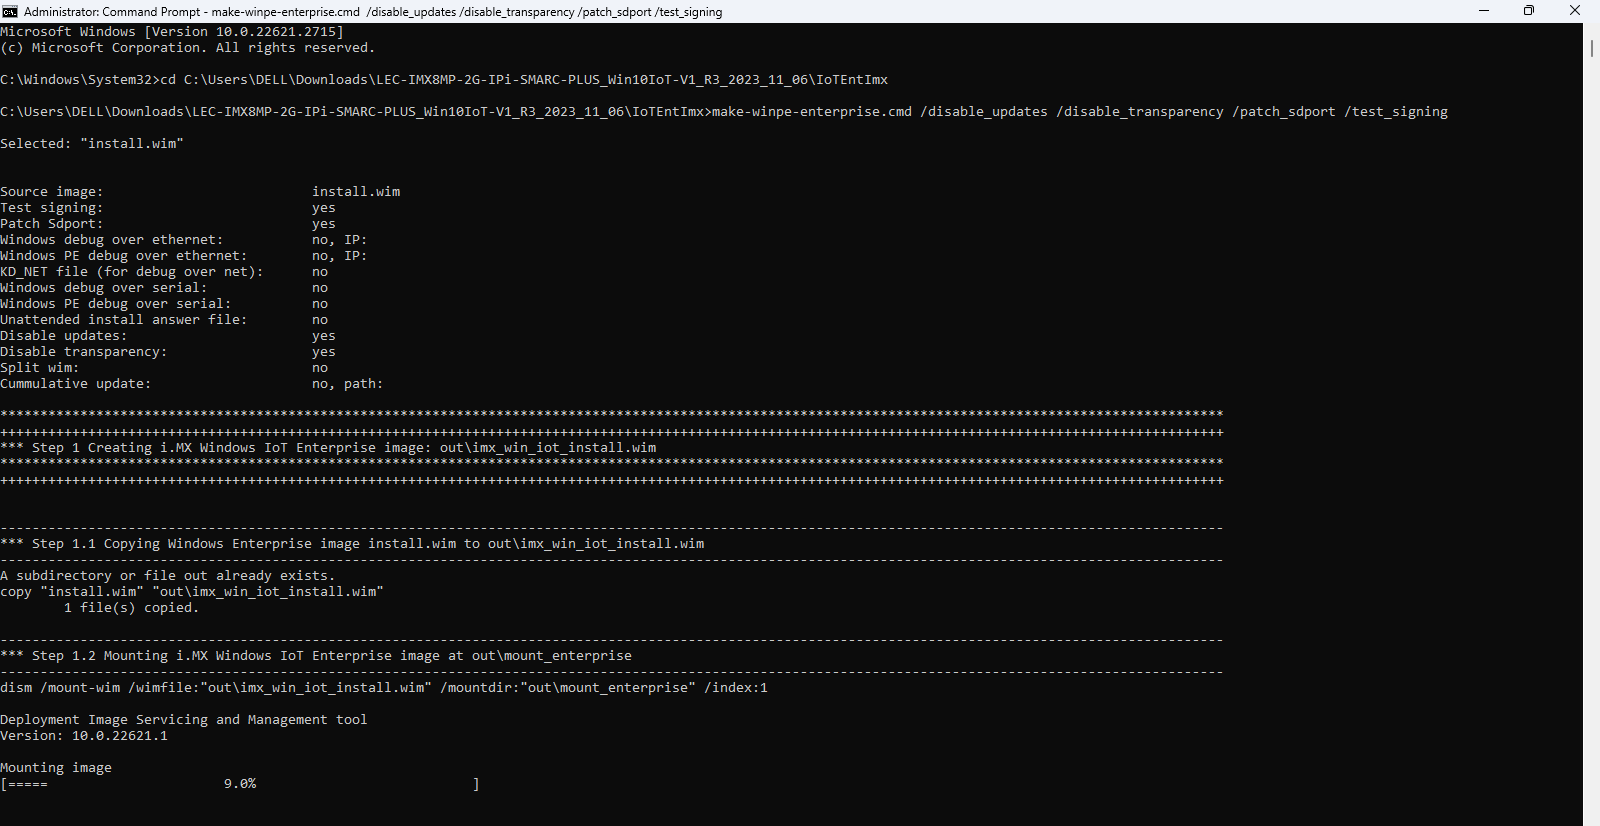 Administrator: Command Prompt - make-winpe-enterprise.cmd /disable_updates /disable_transparency /patch_sdport /test_signing
Microsoft Windows [Version 10.0.22621.2715]
(c) Microsoft Corporation. All rights reserved.
C:\Windows\System32>cd C:\Users\DELL\Downloads\LEC-IMX8MP-2G-IPi-SMARC-PLUS_Win10IoT-V1_R3_2023_11_06\IoTEntImx
C:\Users\DELL\Downloads\LEC-IMX8MP-2G-IPi-SMARC-PLUS_Win10IoT-V1_R3_2023_11_06\IoTEntImx>make-winpe-enterprise.cmd /disable_updates /disable_transparency /patch_sdport /test_signing
Selected: "install.wim"
Source image: install.wim
Test signing: yes
Patch Sdport: yes
Windows debug over ethernet: no, IP:
Windows PE debug over ethernet: no, IP:
KD_NET file (for debug over net): no
Windows debug over serial: no
Windows PE debug over serial: no
Unattended install answer file: no
Disable updates: yes
Disable transparency: yes
Split wim: no
Cummulative update: no, path:
*********************************************************************************************************************************************************
+++++++++++++++++++++++++++++++++++++++++++++++++++++++++++++++++++++++++++++++++++++++++++++++++++++++++++++++++++++++++++++++++++++++++++++++++++++++++
*** Step 1 Creating i.MX Windows IoT Enterprise image: out\imx_win_iot_install.wim
*********************************************************************************************************************************************************
+++++++++++++++++++++++++++++++++++++++++++++++++++++++++++++++++++++++++++++++++++++++++++++++++++++++++++++++++++++++++++++++++++++++++++++++++++++++++
---------------------------------------------------------------------------------------------------------------------------------------------------------
*** Step 1.1 Copying Windows Enterprise image install.wim to out\imx_win_iot_install.wim
---------------------------------------------------------------------------------------------------------------------------------------------------------
A subdirectory or file out already exists.
copy "install.wim" "out\imx_win_iot_install.wim"
1 file(s) copied.
---------------------------------------------------------------------------------------------------------------------------------------------------------
*** Step 1.2 Mounting i.MX Windows IoT Enterprise image at out\mount_enterprise
---------------------------------------------------------------------------------------------------------------------------------------------------------
dism /mount-wim /wimfile:"out\imx_win_iot_install.wim" /mountdir:"out\mount_enterprise" /index:1
Deployment Image Servicing and Management tool
Version: 10.0.22621.1
Mounting image
[===== 9.0% ]